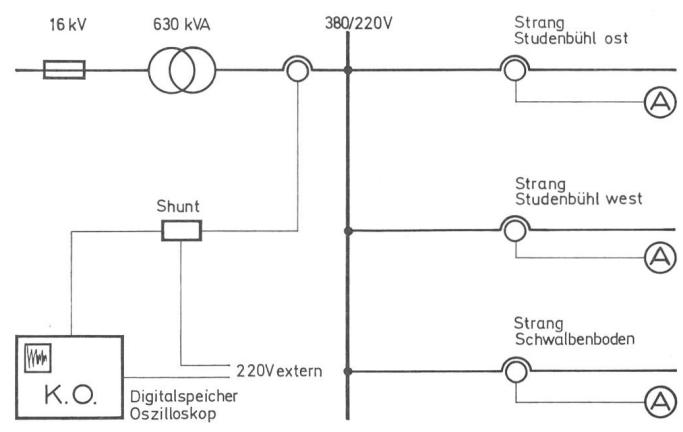 16 kV
630 kVA
380/220V
Strang
Studenbühl ost
A
Strang
Studenbühl west
A
Shunt
Strang
Schwalbenboden
A
220V extern
K.O.
Digitalspeicher
Oszilloskop